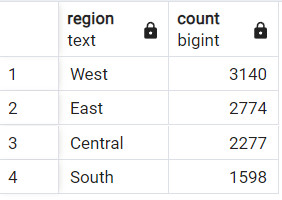 region count
text bigint
1 West 3140
2 East 2774
3 Central 2277
4 South 1598